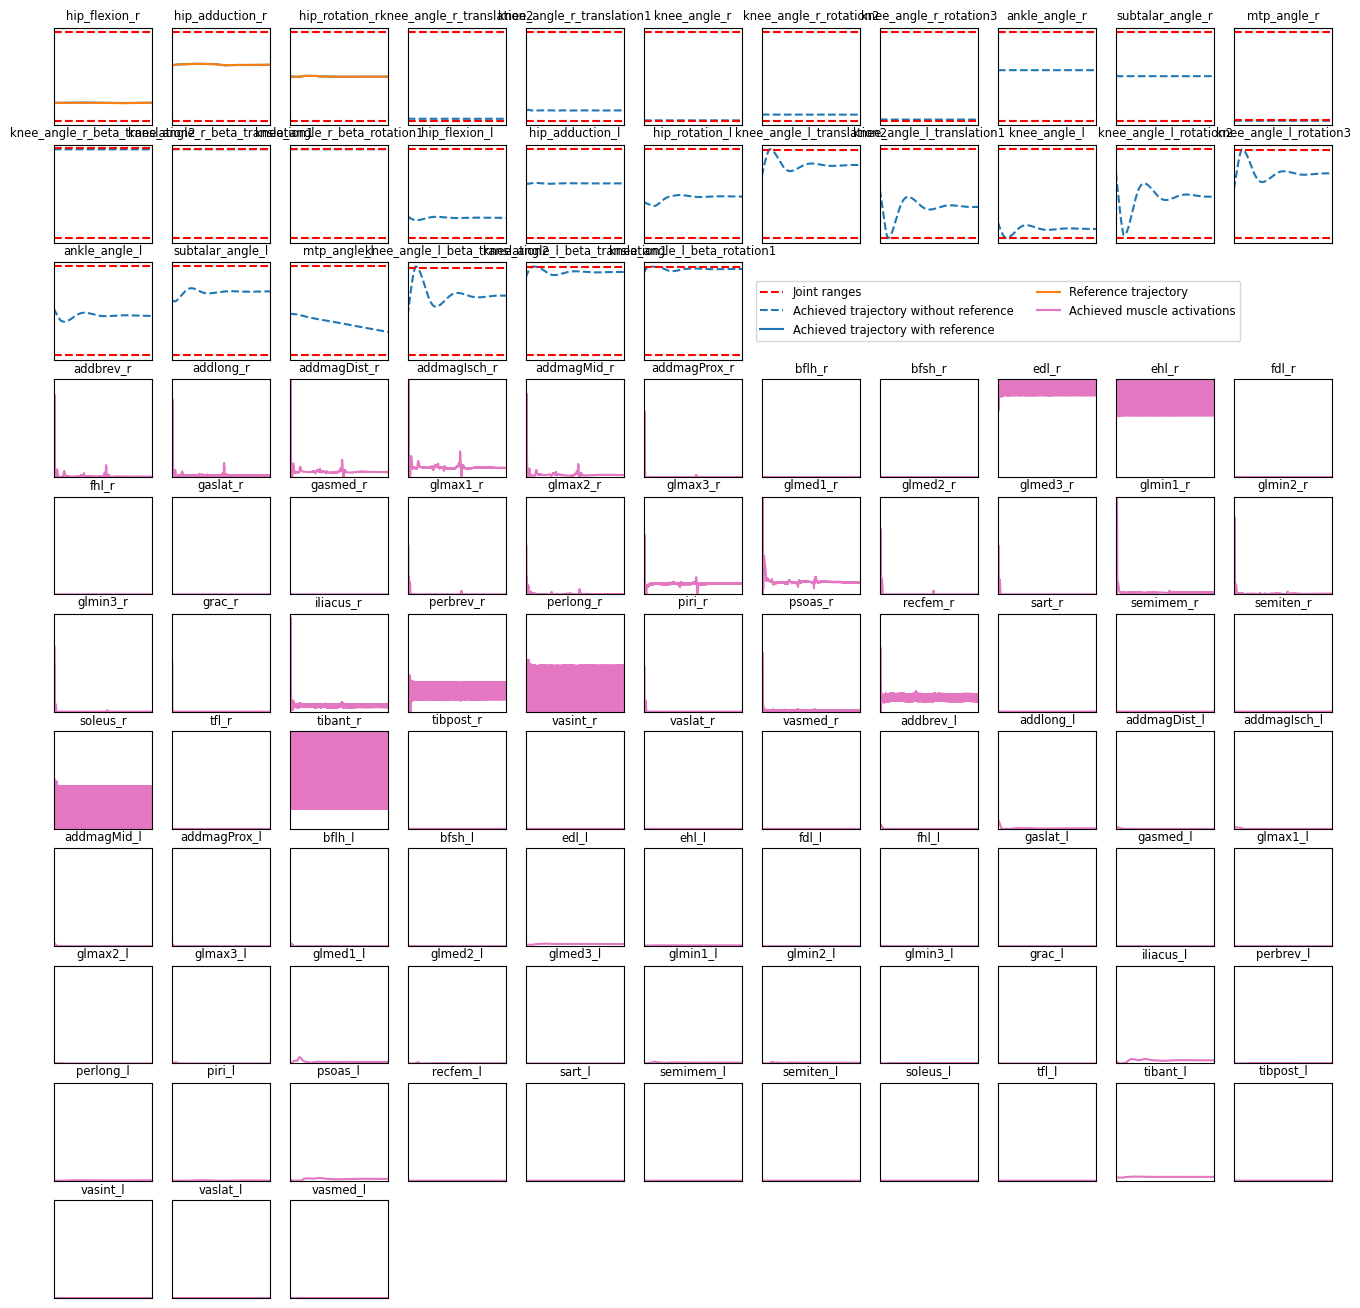 hip_flexion_r
hip_adduction_r
hip_rotation_r
knee_angle_r_translation2
knee_angle_r_translation1
knee_angle_r
knee_angle_r_rotation2
knee_angle_r_rotation3
ankle_angle_r
subtalar_angle_r
mtp_angle_r
knee_angle_r_beta_translation2
knee_angle_r_beta_translation1
knee_angle_r_beta_rotation1
hip_flexion_l
hip_adduction_l
hip_rotation_l
knee_angle_l_translation2
knee_angle_l_translation1
knee_angle_l
knee_angle_l_rotation2
knee_angle_l_rotation3
ankle_angle_l
subtalar_angle_l
mtp_angle_l
knee_angle_l_beta_translation2
knee_angle_l_beta_translation1
knee_angle_l_beta_rotation1
Joint ranges
Achieved trajectory without reference
Achieved trajectory with reference
Reference trajectory
Achieved muscle activations
addbrev_r
addlong_r
addmagDist_r
addmagIsch_r
addmagMid_r
addmagProx_r
bflh_r
bfsh_r
edl_r
ehl_r
fdl_r
fhl_r
gaslat_r
gasmed_r
glmax1_r
glmax2_r
glmax3_r
glmed1_r
glmed2_r
glmed3_r
glmin1_r
glmin2_r
glmin3_r
grac_r
iliacus_r
perbrev_r
perlong_r
piri_r
psoas_r
recfem_r
sart_r
semimem_r
semiten_r
soleus_r
tfl_r
tibant_r
tibpost_r
vasint_r
vaslat_r
vasmed_r
addbrev_l
addlong_l
addmagDist_l
addmagIsch_l
addmagMid_l
addmagProx_l
bflh_l
bfsh_l
edl_l
ehl_l
fdl_l
fhl_l
gaslat_l
gasmed_l
glmax1_l
glmax2_l
glmax3_l
glmed1_l
glmed2_l
glmed3_l
glmin1_l
glmin2_l
glmin3_l
grac_l
iliacus_l
perbrev_l
perlong_l
piri_l
psoas_l
recfem_l
sart_l
semimem_l
semiten_l
soleus_l
tfl_l
tibant_l
tibpost_l
vasint_l
vaslat_l
vasmed_l